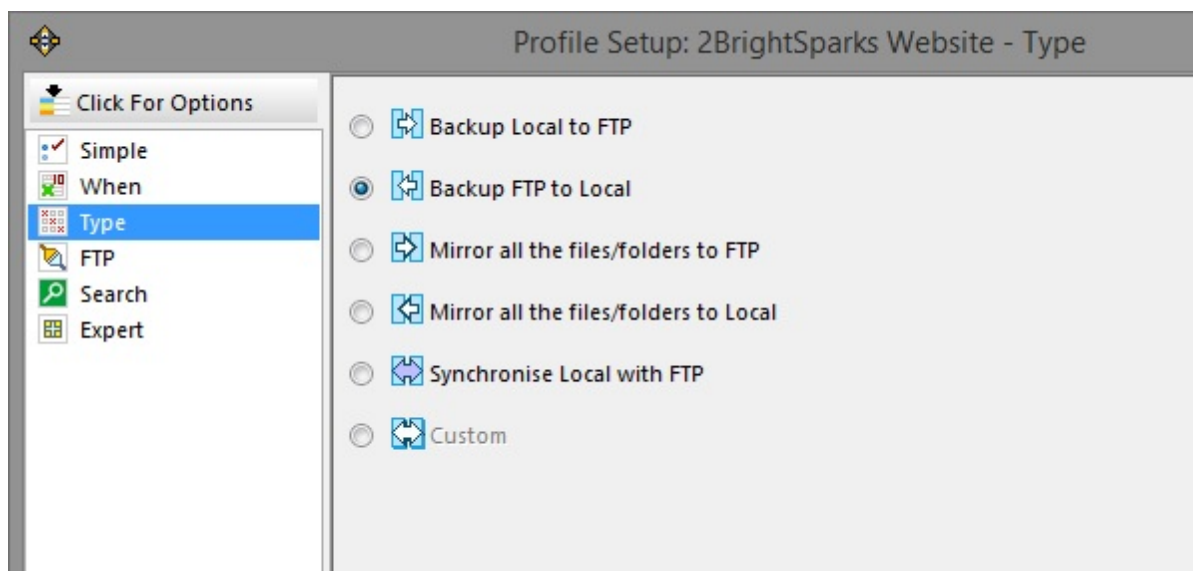 Profile Setup: 2BrightSparks Website - Type
Click For Options
Simple
When
Type
FTP
Search
Expert
Backup Local to FTP
Backup FTP to Local
Mirror all the files/folders to FTP
Mirror all the files/folders to Local
Synchronise Local with FTP
Custom